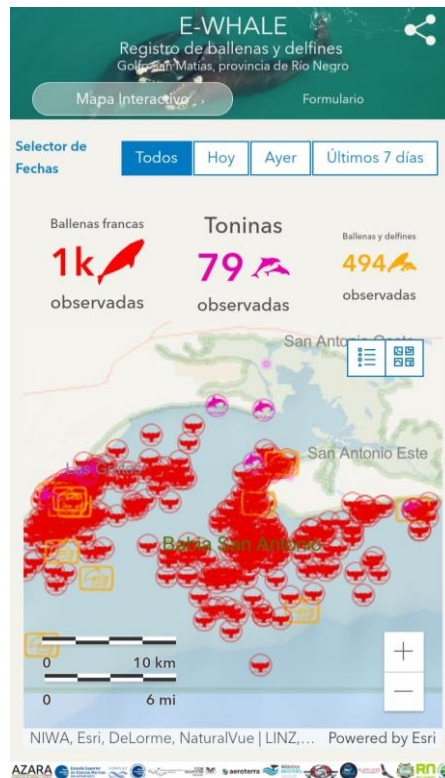 E-WHALE
Registro de ballenas y delfines
Golfo San Matías, provincia de Río Negro
Mapa Interactivo
Formulario
Selector de Fechas
Todos
Hoy
Ayer
Últimos 7 días
Ballenas francas
1k
observadas
Toninas
79
observadas
Ballenas y delfines
494
observadas
San Antonio Oeste
San Antonio Este
Las Grutas
Bahía San Antonio
0 10 km
0 6 mi
+
−
NIWA, Esri, DeLorme, NaturalVue | LINZ,... Powered by Esri
AZARA
aeroterra
RN